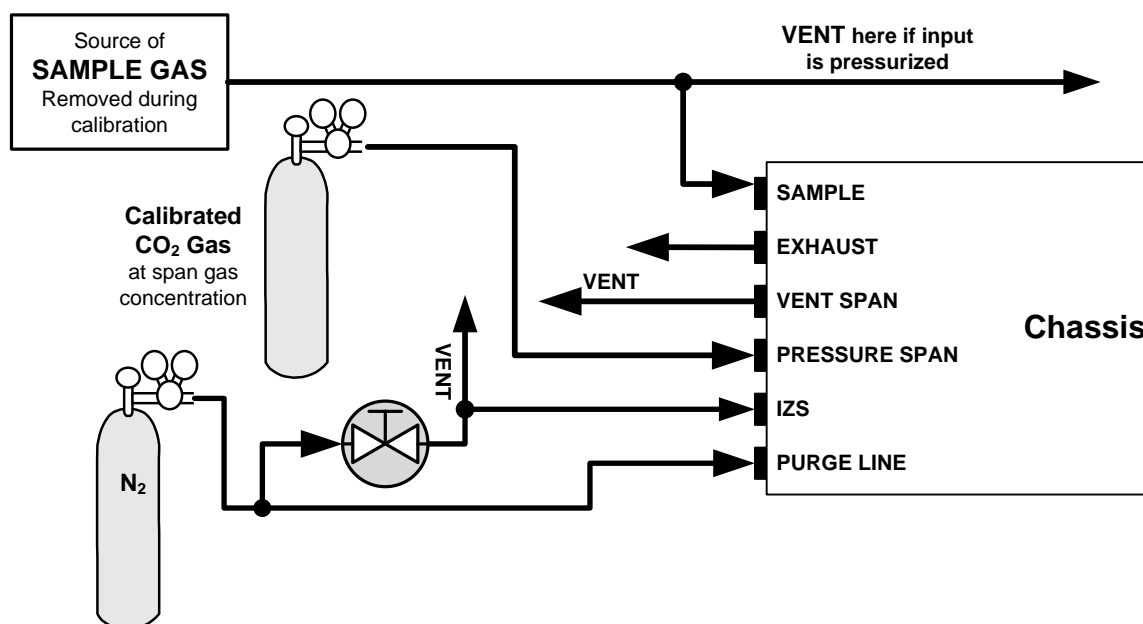 Source of
SAMPLE GAS
Removed during
calibration
VENT here if input
is pressurized
Calibrated
CO₂ Gas
at span gas
concentration
SAMPLE
EXHAUST
VENT
VENT SPAN
Chassis
PRESSURE SPAN
VENT
IZS
PURGE LINE
N₂